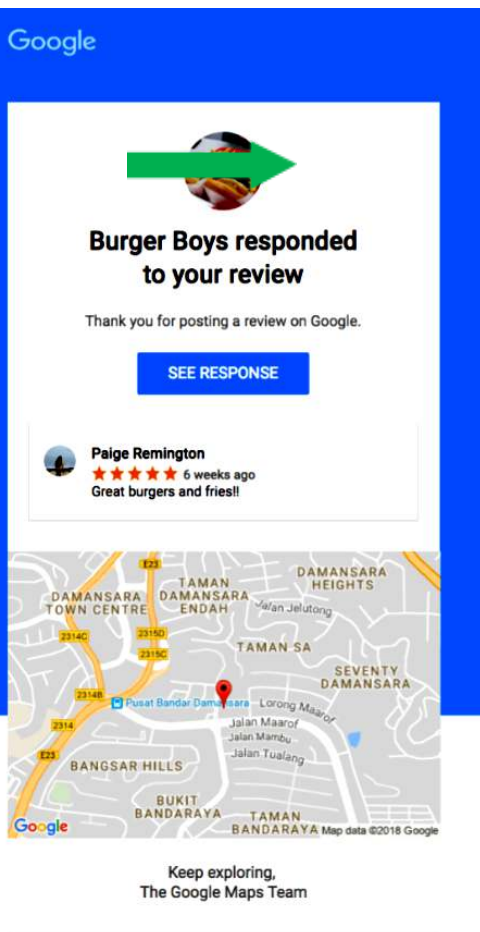 Google
Burger Boys responded
to your review
Thank you for posting a review on Google.
SEE RESPONSE
Paige Remington
6 weeks ago
Great burgers and fries!!
E23
TAMAN
DAMANSARA
ENDAH
DAMANSARA
HEIGHTS
DAMANSARA
TOWN CENTRE
Jalan Jelutong
2314C
2315D
2315C
TAMAN SA
SEVENTY
DAMANSARA
2314B
Pusat Bandar Damansara
Lorong Maarof
2314
Jalan Maarof
Jalan Mambu
Jalan Tualang
E23
BANGSAR HILLS
BUKIT
BANDARAYA
TAMAN
BANDARAYA
Google
Map data ©2018 Google
Keep exploring,
The Google Maps Team